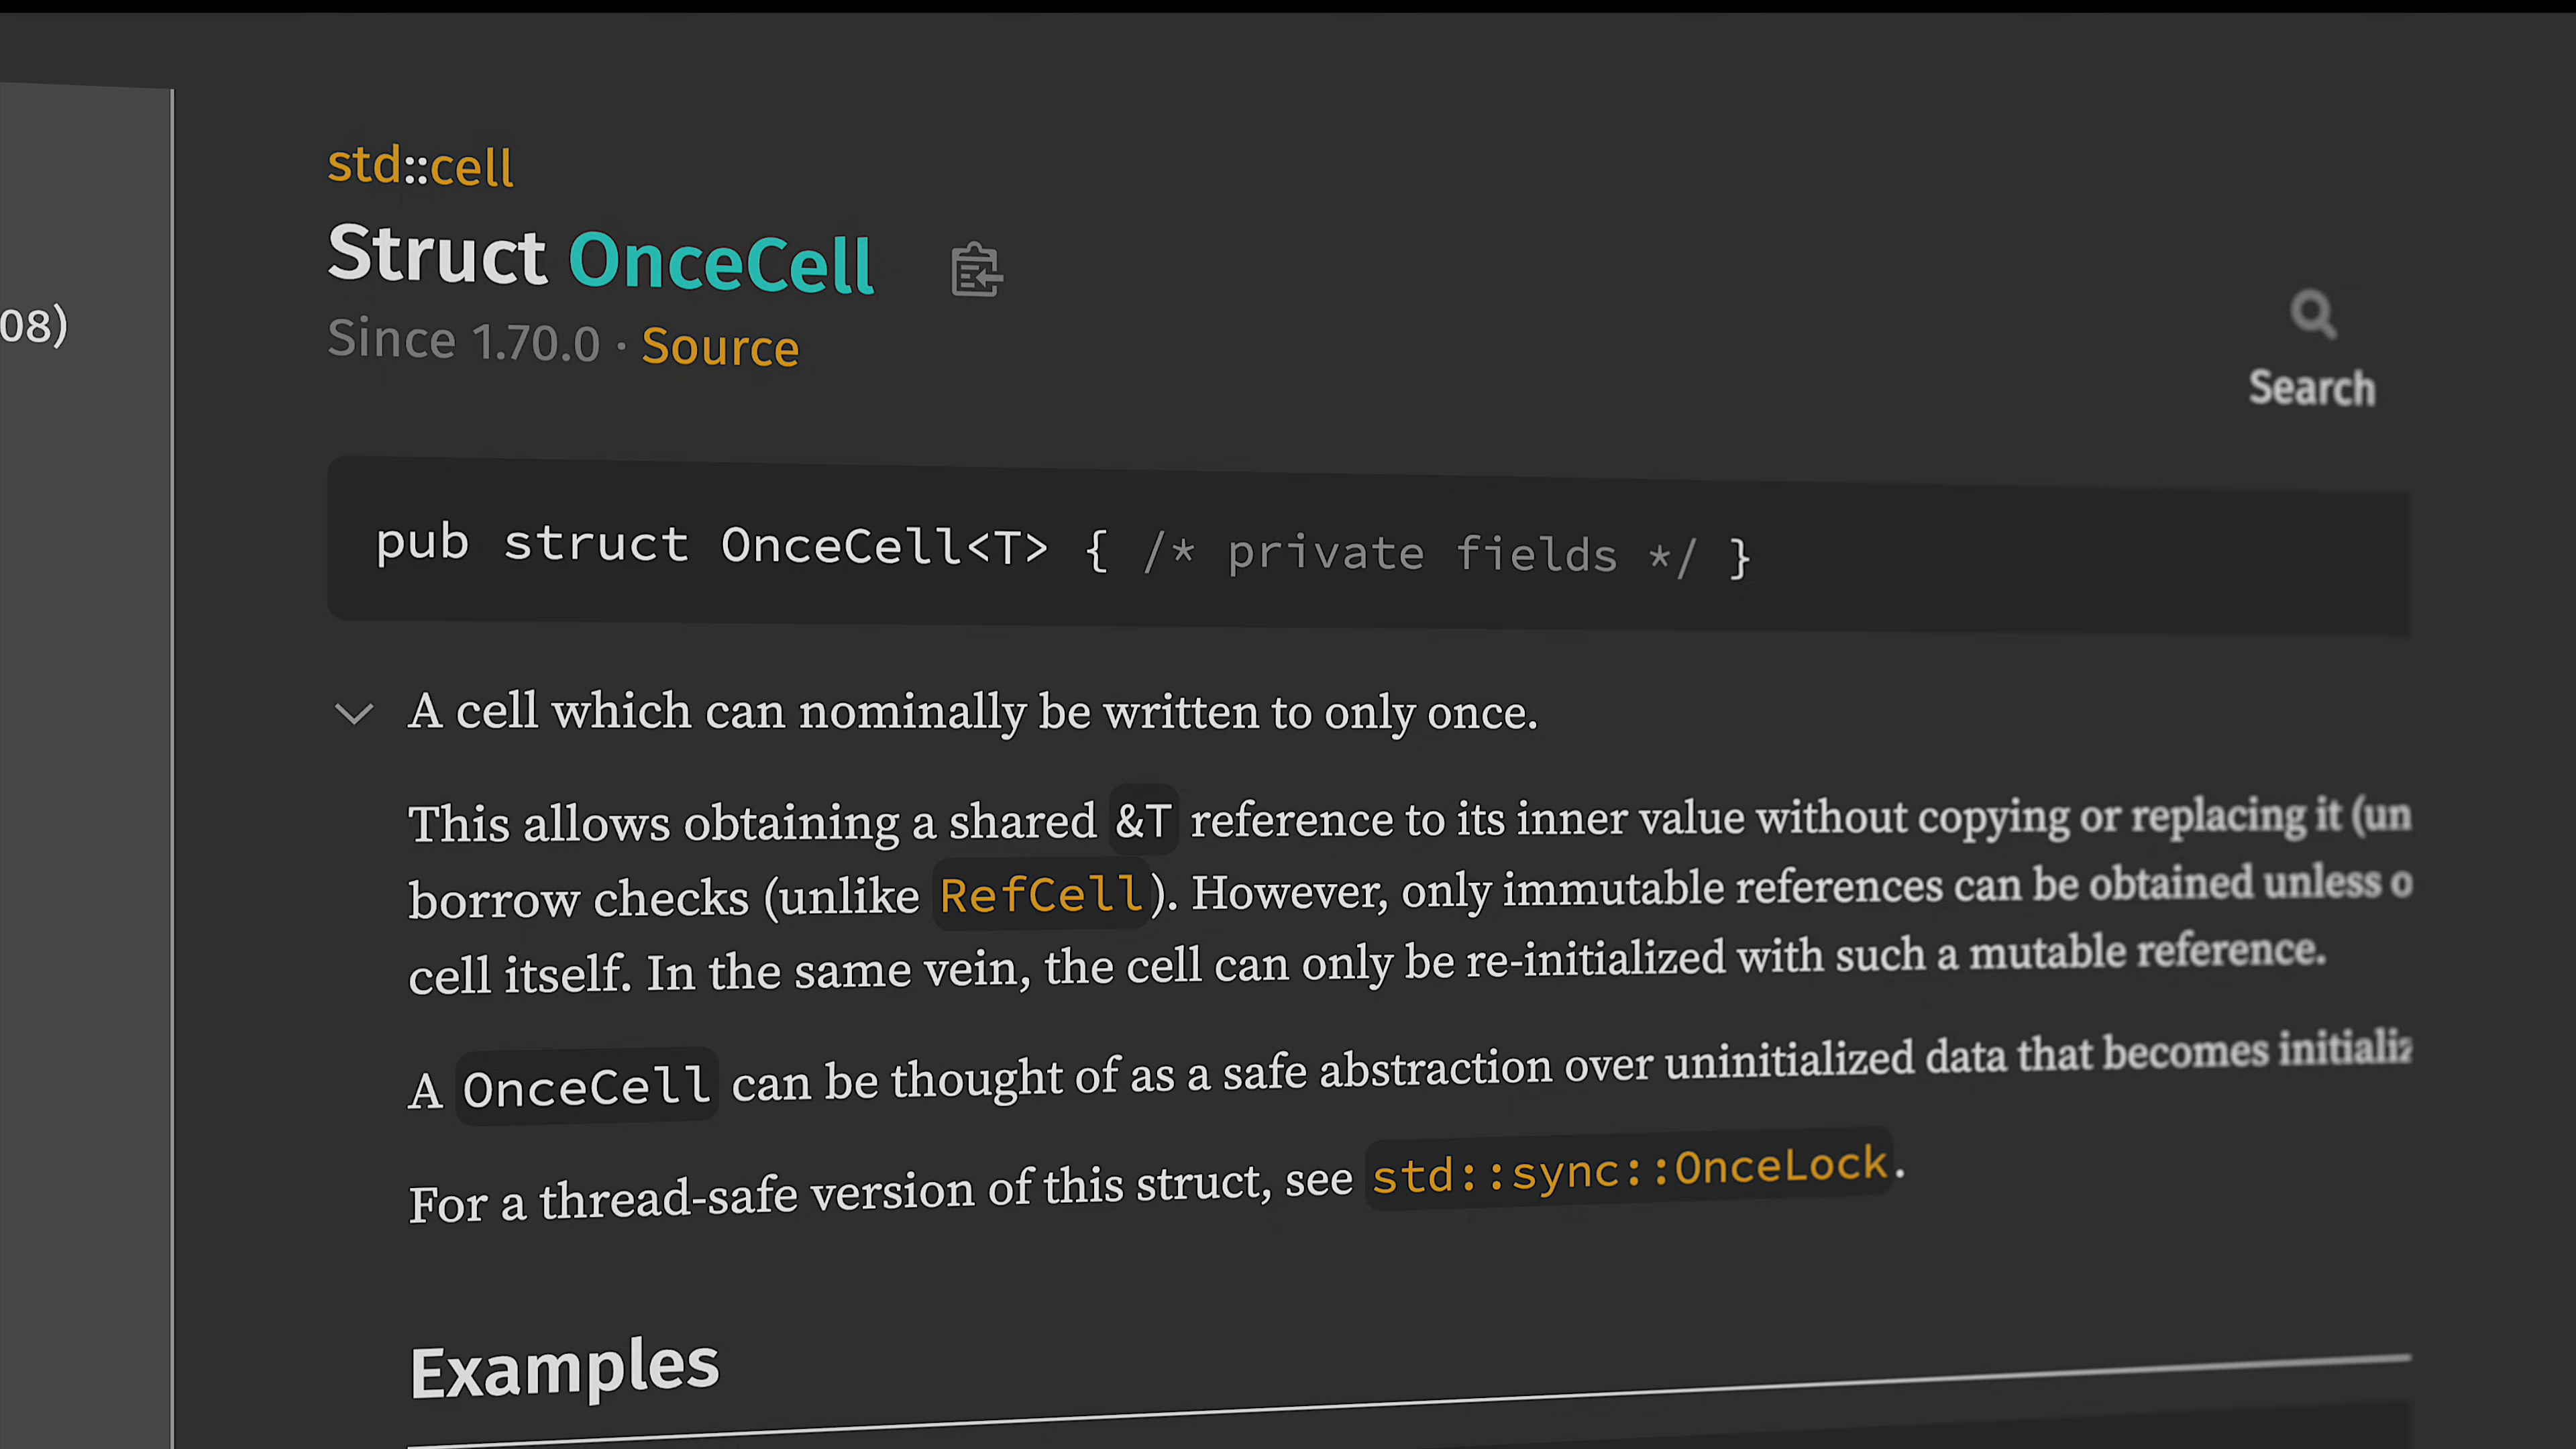 std::cell
Struct OnceCell
08)
Since 1.70.0 · Source
Search
pub struct OnceCell<T> { /* private fields */ }
A cell which can nominally be written to only once.
This allows obtaining a shared &T reference to its inner value without copying or replacing it (un
borrow checks (unlike RefCell). However, only immutable references can be obtained unless o
cell itself. In the same vein, the cell can only be re-initialized with such a mutable reference.
A OnceCell can be thought of as a safe abstraction over uninitialized data that becomes initializ
For a thread-safe version of this struct, see std::sync::OnceLock.
Examples